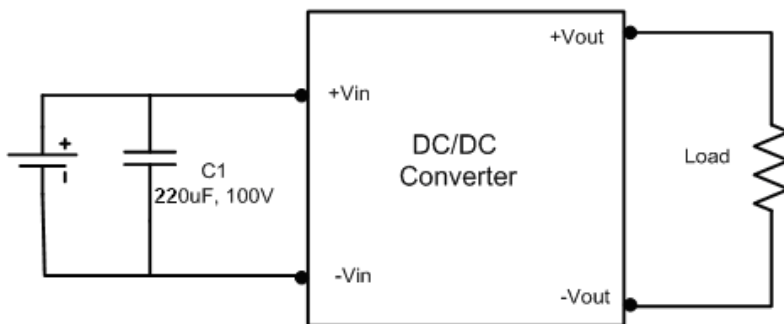 +Vout
+Vin
+
-
DC/DC
Converter
Load
C1
220uF, 100V
-Vin
-Vout